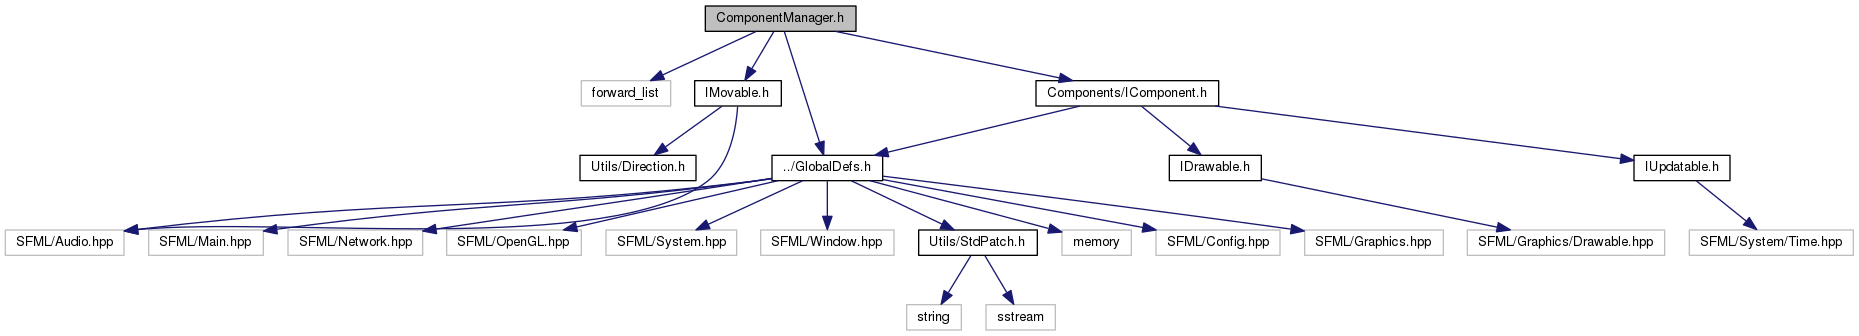 ComponentManager.h
forward_list
IMovable.h
Components/IComponent.h
Utils/Direction.h
../GlobalDefs.h
IDrawable.h
IUpdatable.h
SFML/Audio.hpp
SFML/Main.hpp
SFML/Network.hpp
SFML/OpenGL.hpp
SFML/System.hpp
SFML/Window.hpp
Utils/StdPatch.h
memory
SFML/Config.hpp
SFML/Graphics.hpp
SFML/Graphics/Drawable.hpp
SFML/System/Time.hpp
string
sstream